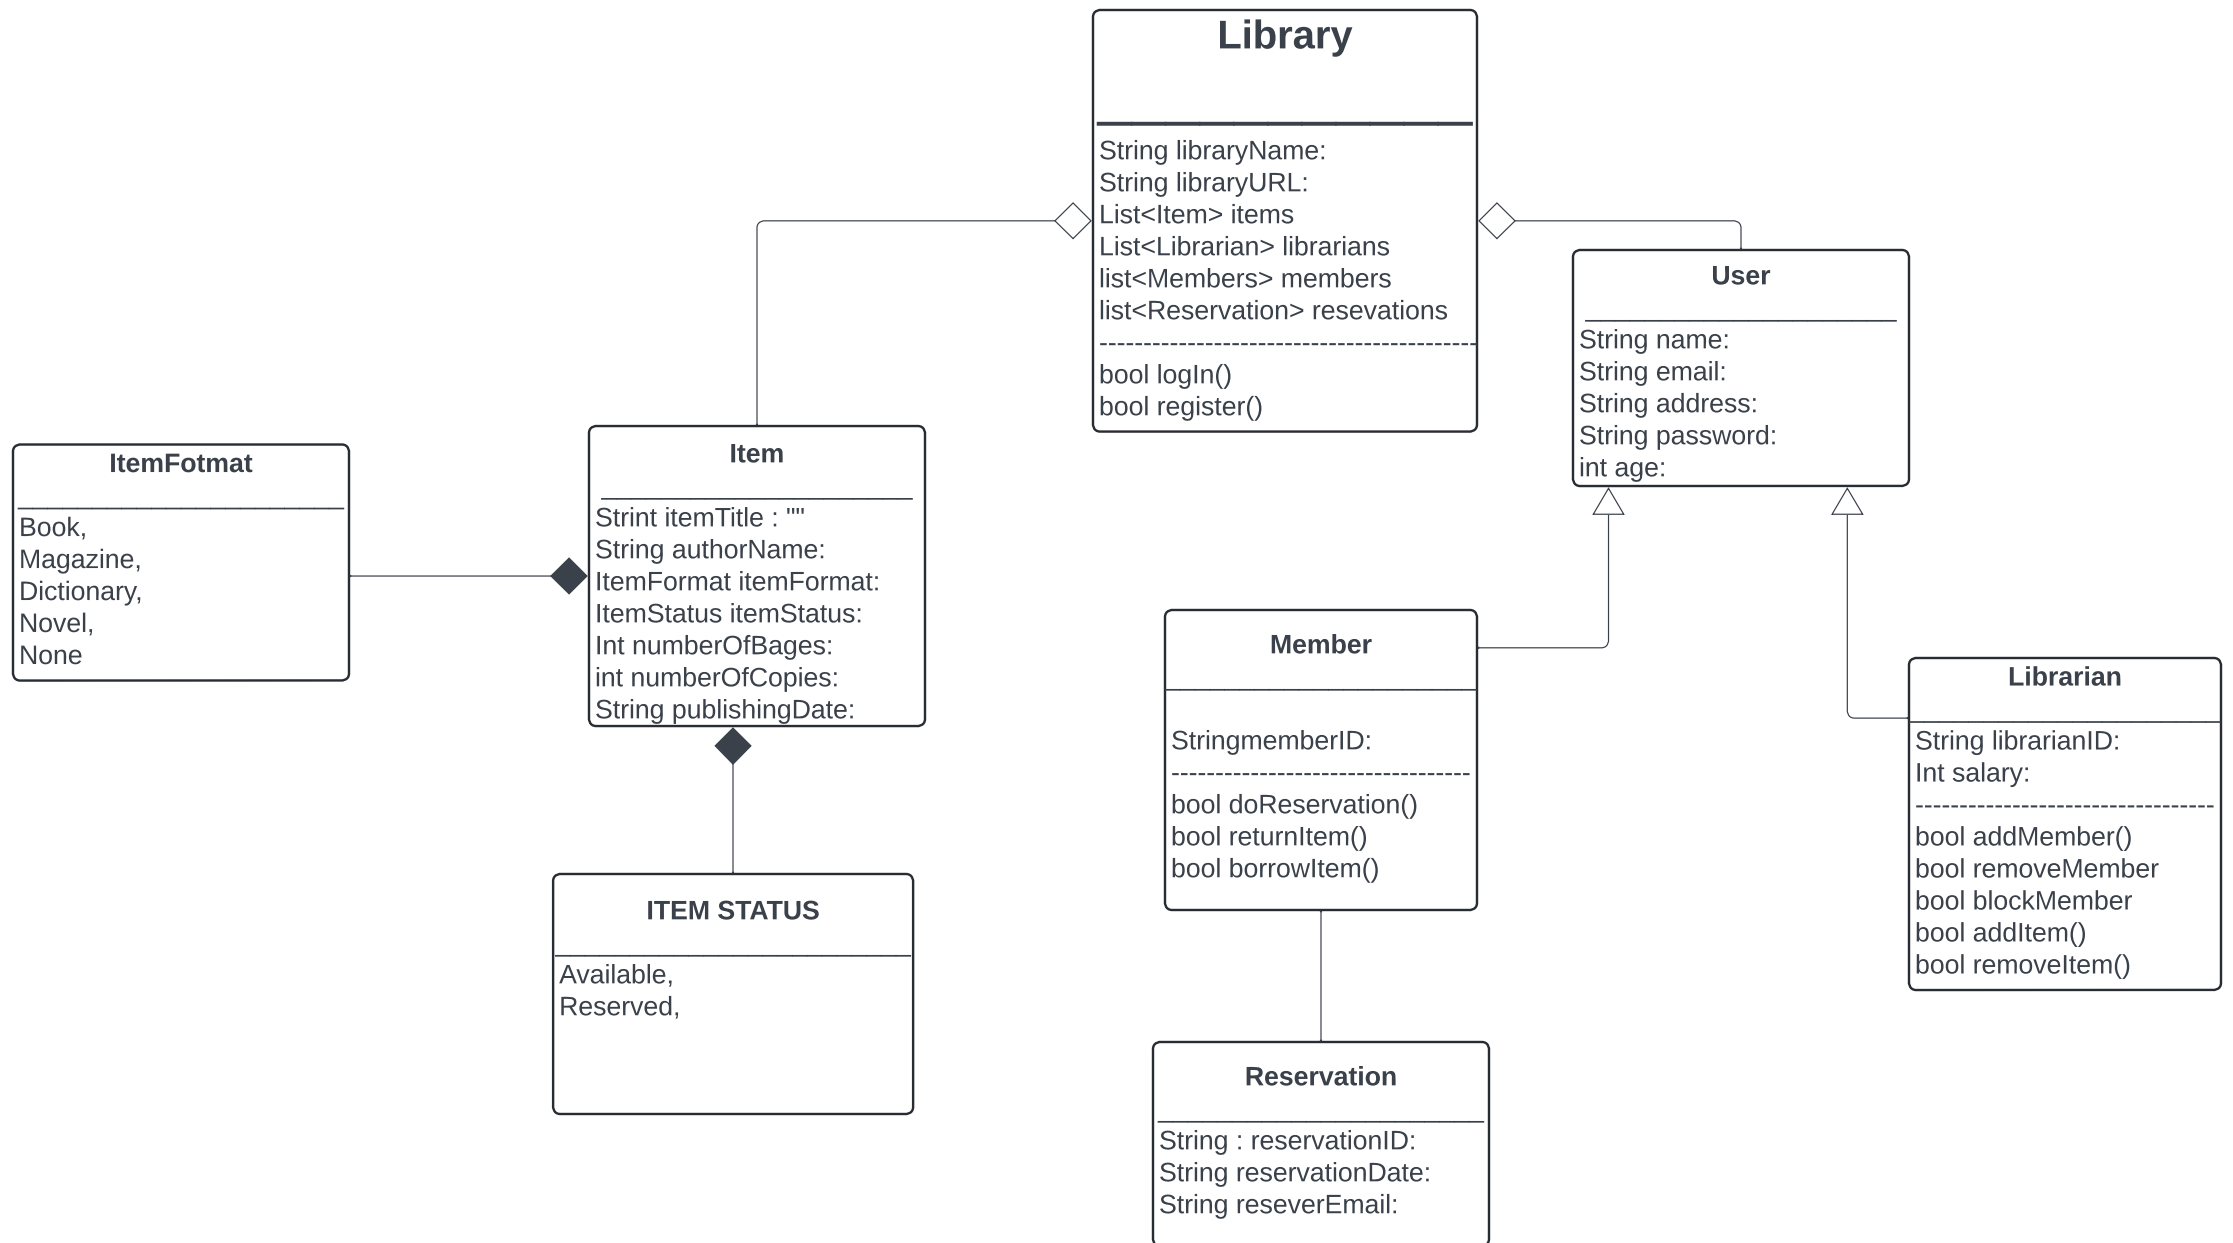 Library
String libraryName:
String libraryURL:
List<Item> items
List<Librarian> librarians
list<Members> members
list<Reservation> resevations
bool logIn()
bool register()
User
String name:
String email:
String address:
String password:
int age:
ItemFotmat
Book,
Magazine,
Dictionary,
Novel,
None
Item
Strint itemTitle : ""
String authorName:
ItemFormat itemFormat:
ItemStatus itemStatus:
Int numberOfBages:
int numberOfCopies:
String publishingDate:
Member
StringmemberID:
bool doReservation()
bool returnItem()
bool borrowItem()
Librarian
String librarianID:
Int salary:
bool addMember()
bool removeMember
bool blockMember
bool addItem()
bool removeItem()
ITEM STATUS
Available,
Reserved,
Reservation
String : reservationID:
String reservationDate:
String reseverEmail: